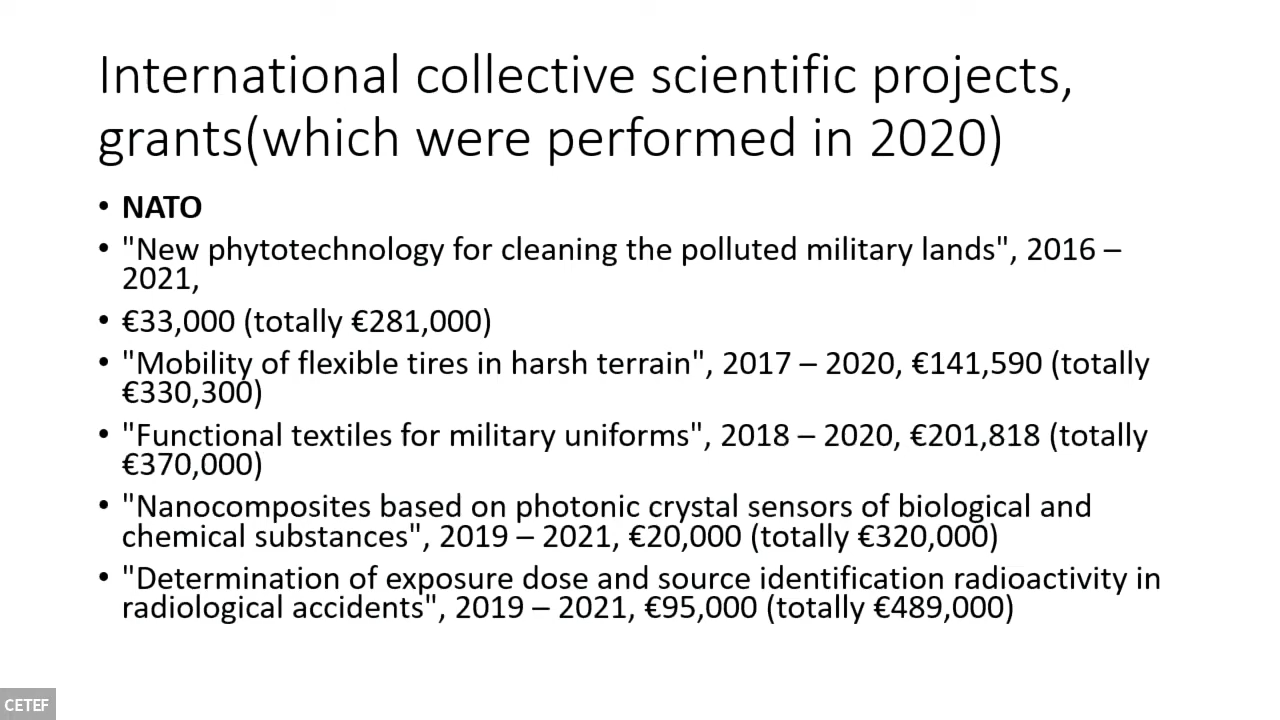 International collective scientific projects,
grants(which were performed in 2020)
• NATO
• "New phytotechnology for cleaning the polluted military lands", 2016 –
2021,
• €33,000 (totally €281,000)
• "Mobility of flexible tires in harsh terrain", 2017 – 2020, €141,590 (totally
€330,300)
• "Functional textiles for military uniforms", 2018 – 2020, €201,818 (totally
€370,000)
• "Nanocomposites based on photonic crystal sensors of biological and
chemical substances", 2019 – 2021, €20,000 (totally €320,000)
• "Determination of exposure dose and source identification radioactivity in
radiological accidents", 2019 – 2021, €95,000 (totally €489,000)
CETEF